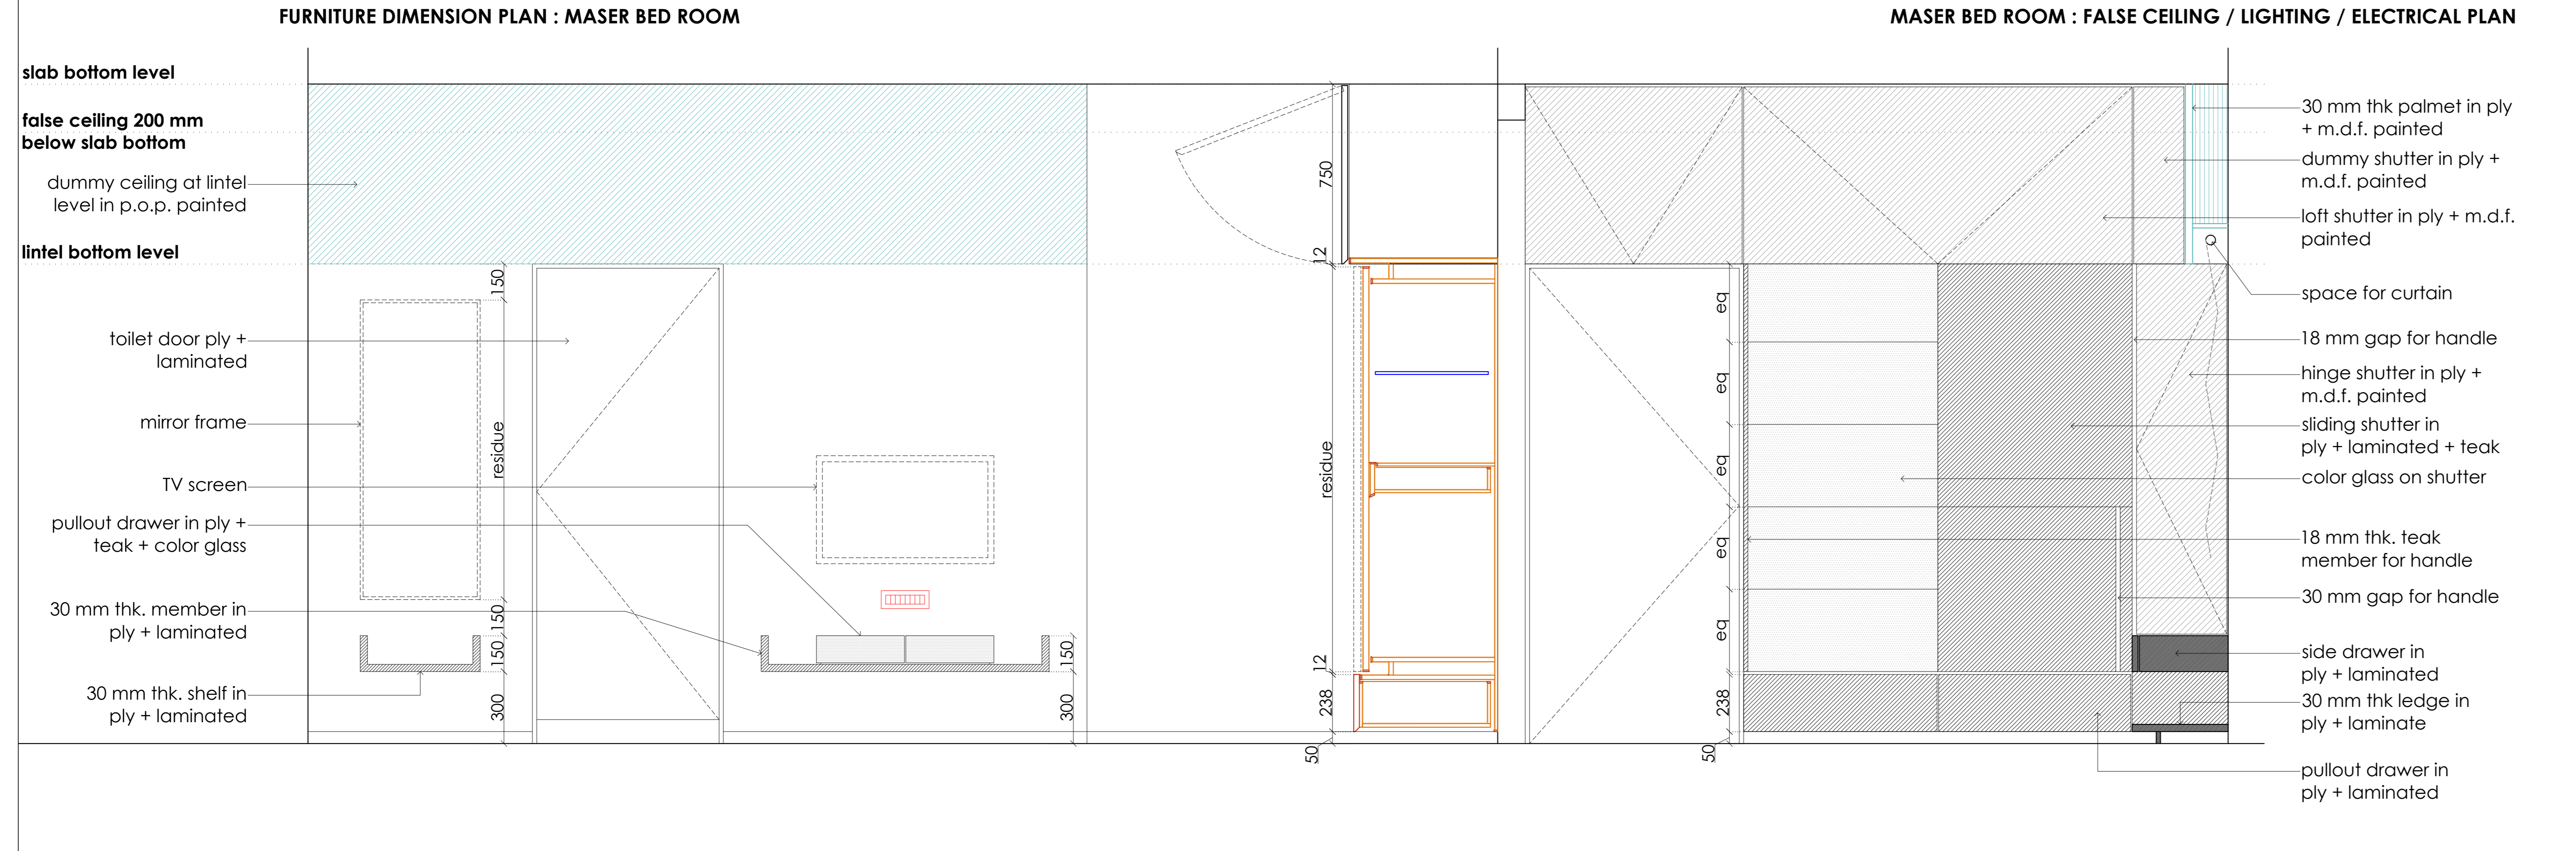 FURNITURE DIMENSION PLAN : MASER BED ROOM
MASER BED ROOM : FALSE CEILING / LIGHTING / ELECTRICAL PLAN
slab bottom level
false ceiling 200 mm
below slab bottom
dummy ceiling at lintel
level in p.o.p. painted
lintel bottom level
toilet door ply +
laminated
mirror frame
TV screen
pullout drawer in ply +
teak + color glass
30 mm thk. member in
ply + laminated
30 mm thk. shelf in
ply + laminated
150
residue
150
150
300
150
300
750
12
residue
12
238
50
eq
eq
eq
eq
eq
238
50
30 mm thk palmet in ply
+ m.d.f. painted
dummy shutter in ply +
m.d.f. painted
loft shutter in ply + m.d.f.
painted
space for curtain
18 mm gap for handle
hinge shutter in ply +
m.d.f. painted
sliding shutter in
ply + laminated + teak
color glass on shutter
18 mm thk. teak
member for handle
30 mm gap for handle
side drawer in
ply + laminated
30 mm thk ledge in
ply + laminate
pullout drawer in
ply + laminated